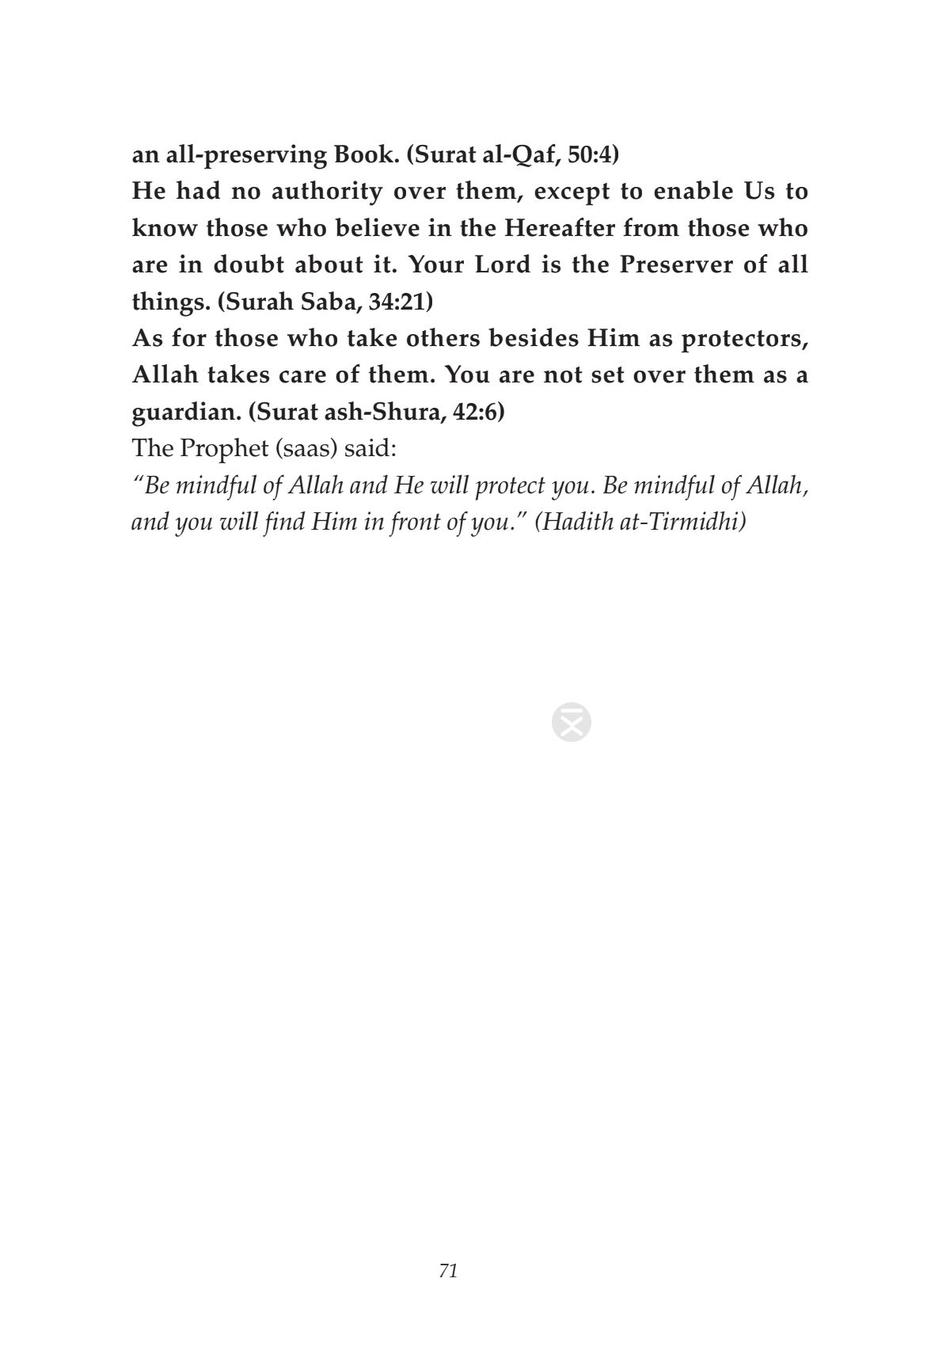 an all-preserving Book. (Surat al-Qaf, 50:4)
He had no authority over them, except to enable Us to
know those who believe in the Hereafter from those who
are in doubt about it. Your Lord is the Preserver of all
things. (Surah Saba, 34:21)
As for those who take others besides Him as protectors,
Allah takes care of them. You are not set over them as a
guardian. (Surat ash-Shura, 42:6)
The Prophet (saas) said:
“Be mindful of Allah and He will protect you. Be mindful of Allah,
and you will find Him in front of you.” (Hadith at-Tirmidhi)
71